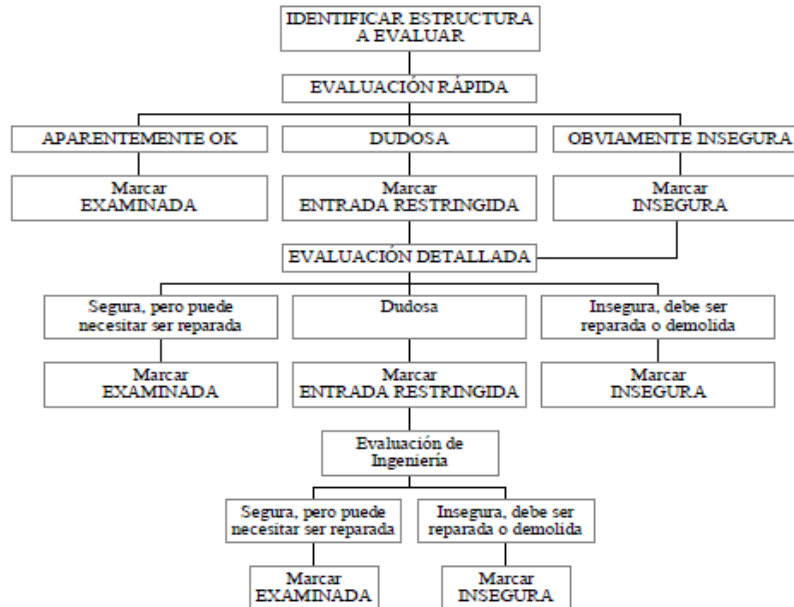 IDENTIFICAR ESTRUCTURA
A EVALUAR
EVALUACIÓN RÁPIDA
APARENTEMENTE OK
DUDOSA
OBVIAMENTE INSEGURA
Marcar
EXAMINADA
Marcar
ENTRADA RESTRINGIDA
Marcar
INSEGURA
EVALUACIÓN DETALLADA
Segura, pero puede
necesitar ser reparada
Dudosa
Insegura, debe ser
reparada o demolida
Marcar
EXAMINADA
Marcar
ENTRADA RESTRINGIDA
Marcar
INSEGURA
Evaluación de
Ingeniería
Segura, pero puede
necesitar ser reparada
Insegura, debe ser
reparada o demolida
Marcar
EXAMINADA
Marcar
INSEGURA